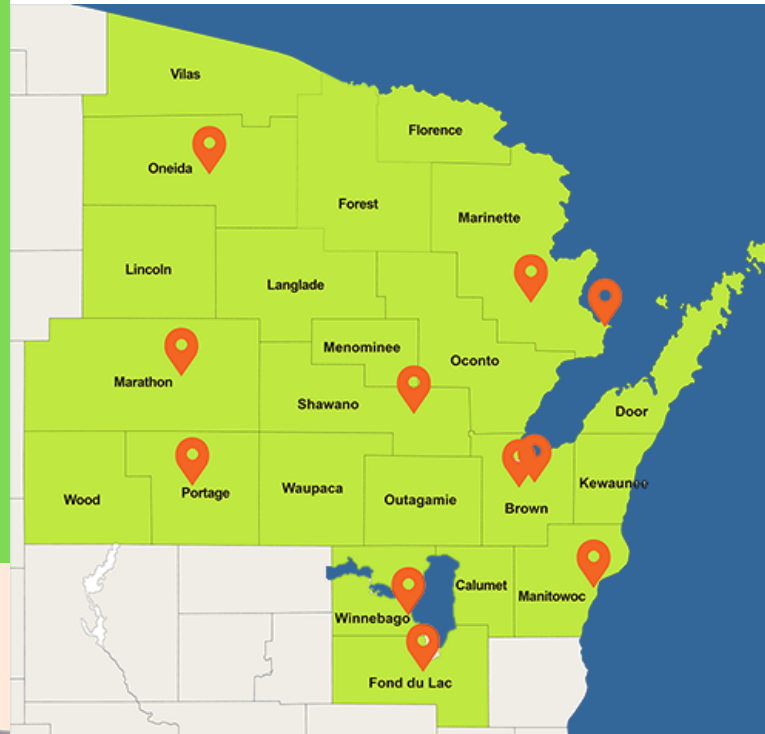 Vilas
Florence
Oneida
Forest
Marinette
Lincoln
Langlade
Menominee
Oconto
Marathon
Shawano
Door
Kewaunee
Wood
Portage
Waupaca
Outagamie
Brown
Calumet
Manitowoc
Winnebago
Fond du Lac